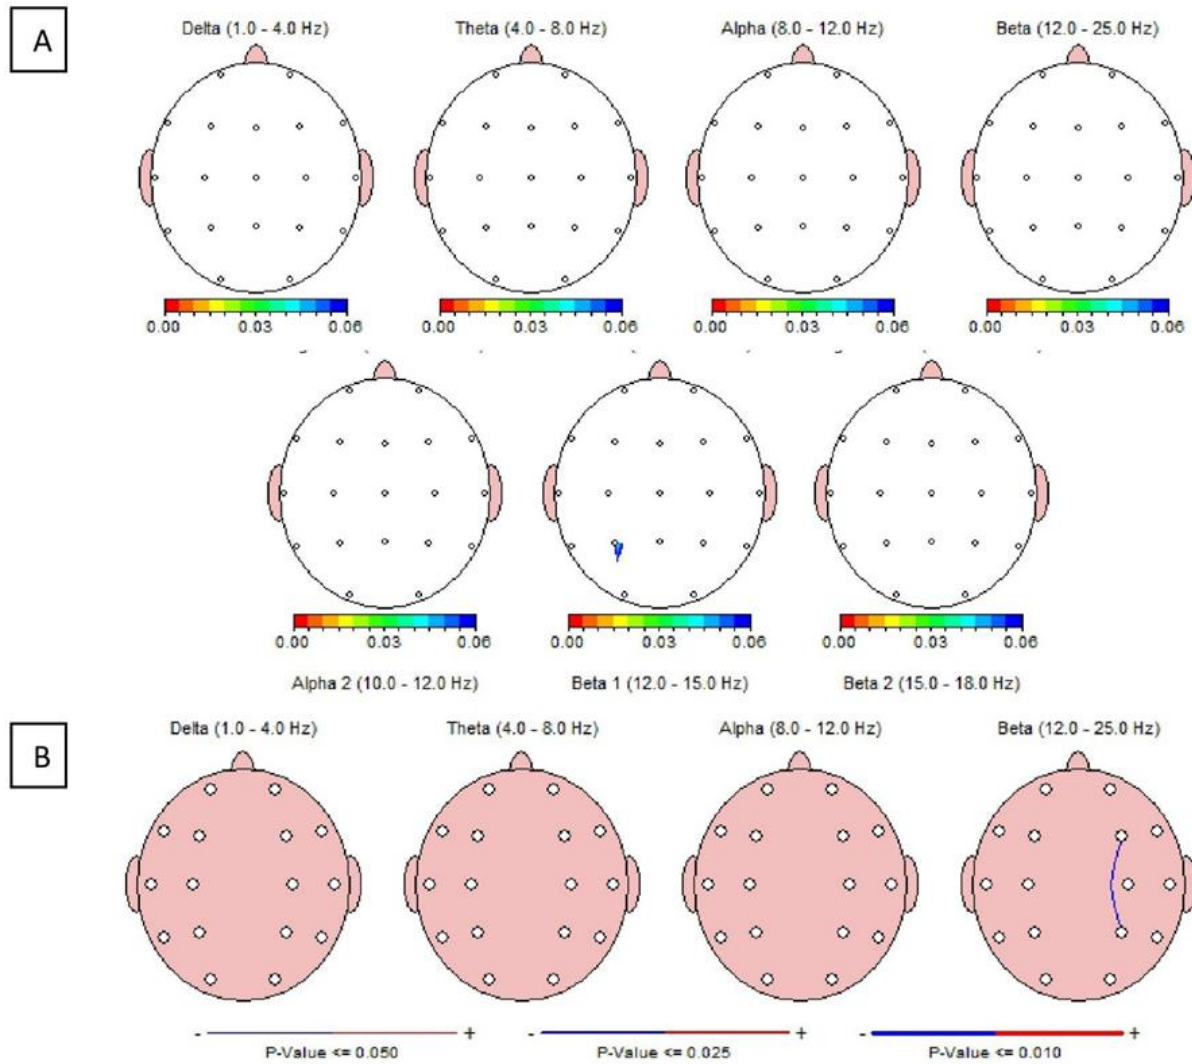 A
Delta (1.0 - 4.0 Hz) Theta (4.0 - 8.0 Hz) Alpha (8.0 - 12.0 Hz) Beta (12.0 - 25.0 Hz)
0.00 0.03 0.06 0.00 0.03 0.06 0.00 0.03 0.06 0.00 0.03 0.06
0.00 0.03 0.06 0.00 0.03 0.06 0.00 0.03 0.06
Alpha 2 (10.0 - 12.0 Hz) Beta 1 (12.0 - 15.0 Hz) Beta 2 (15.0 - 18.0 Hz)
B
Delta (1.0 - 4.0 Hz) Theta (4.0 - 8.0 Hz) Alpha (8.0 - 12.0 Hz) Beta (12.0 - 25.0 Hz)
- + - + - +
P-Value <= 0.050 P-Value <= 0.025 P-Value <= 0.010